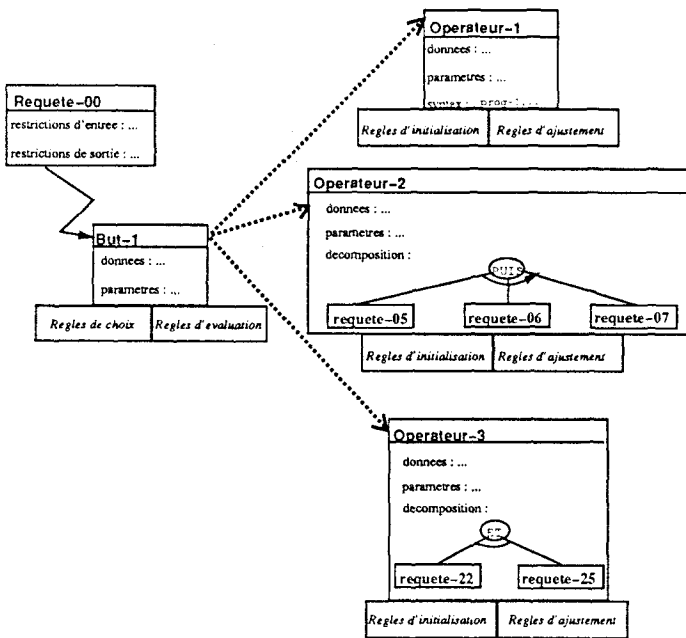 Requete-00
restrictions d'entree : ...
restrictions de sortie : ...
But-1
donnees : ...
parametres : ...
Regles de choix
Regles d'evaluation
Operateur-1
donnees : ...
parametres : ...
Regles d'initialisation
Regles d'ajustement
Operateur-2
donnees : ...
parametres : ...
decomposition :
PUIS
requete-05
requete-06
requete-07
Regles d'initialisation
Regles d'ajustement
Operateur-3
donnees : ...
parametres : ...
decomposition :
ET
requete-22
requete-25
Regles d'initialisation
Regles d'ajustement